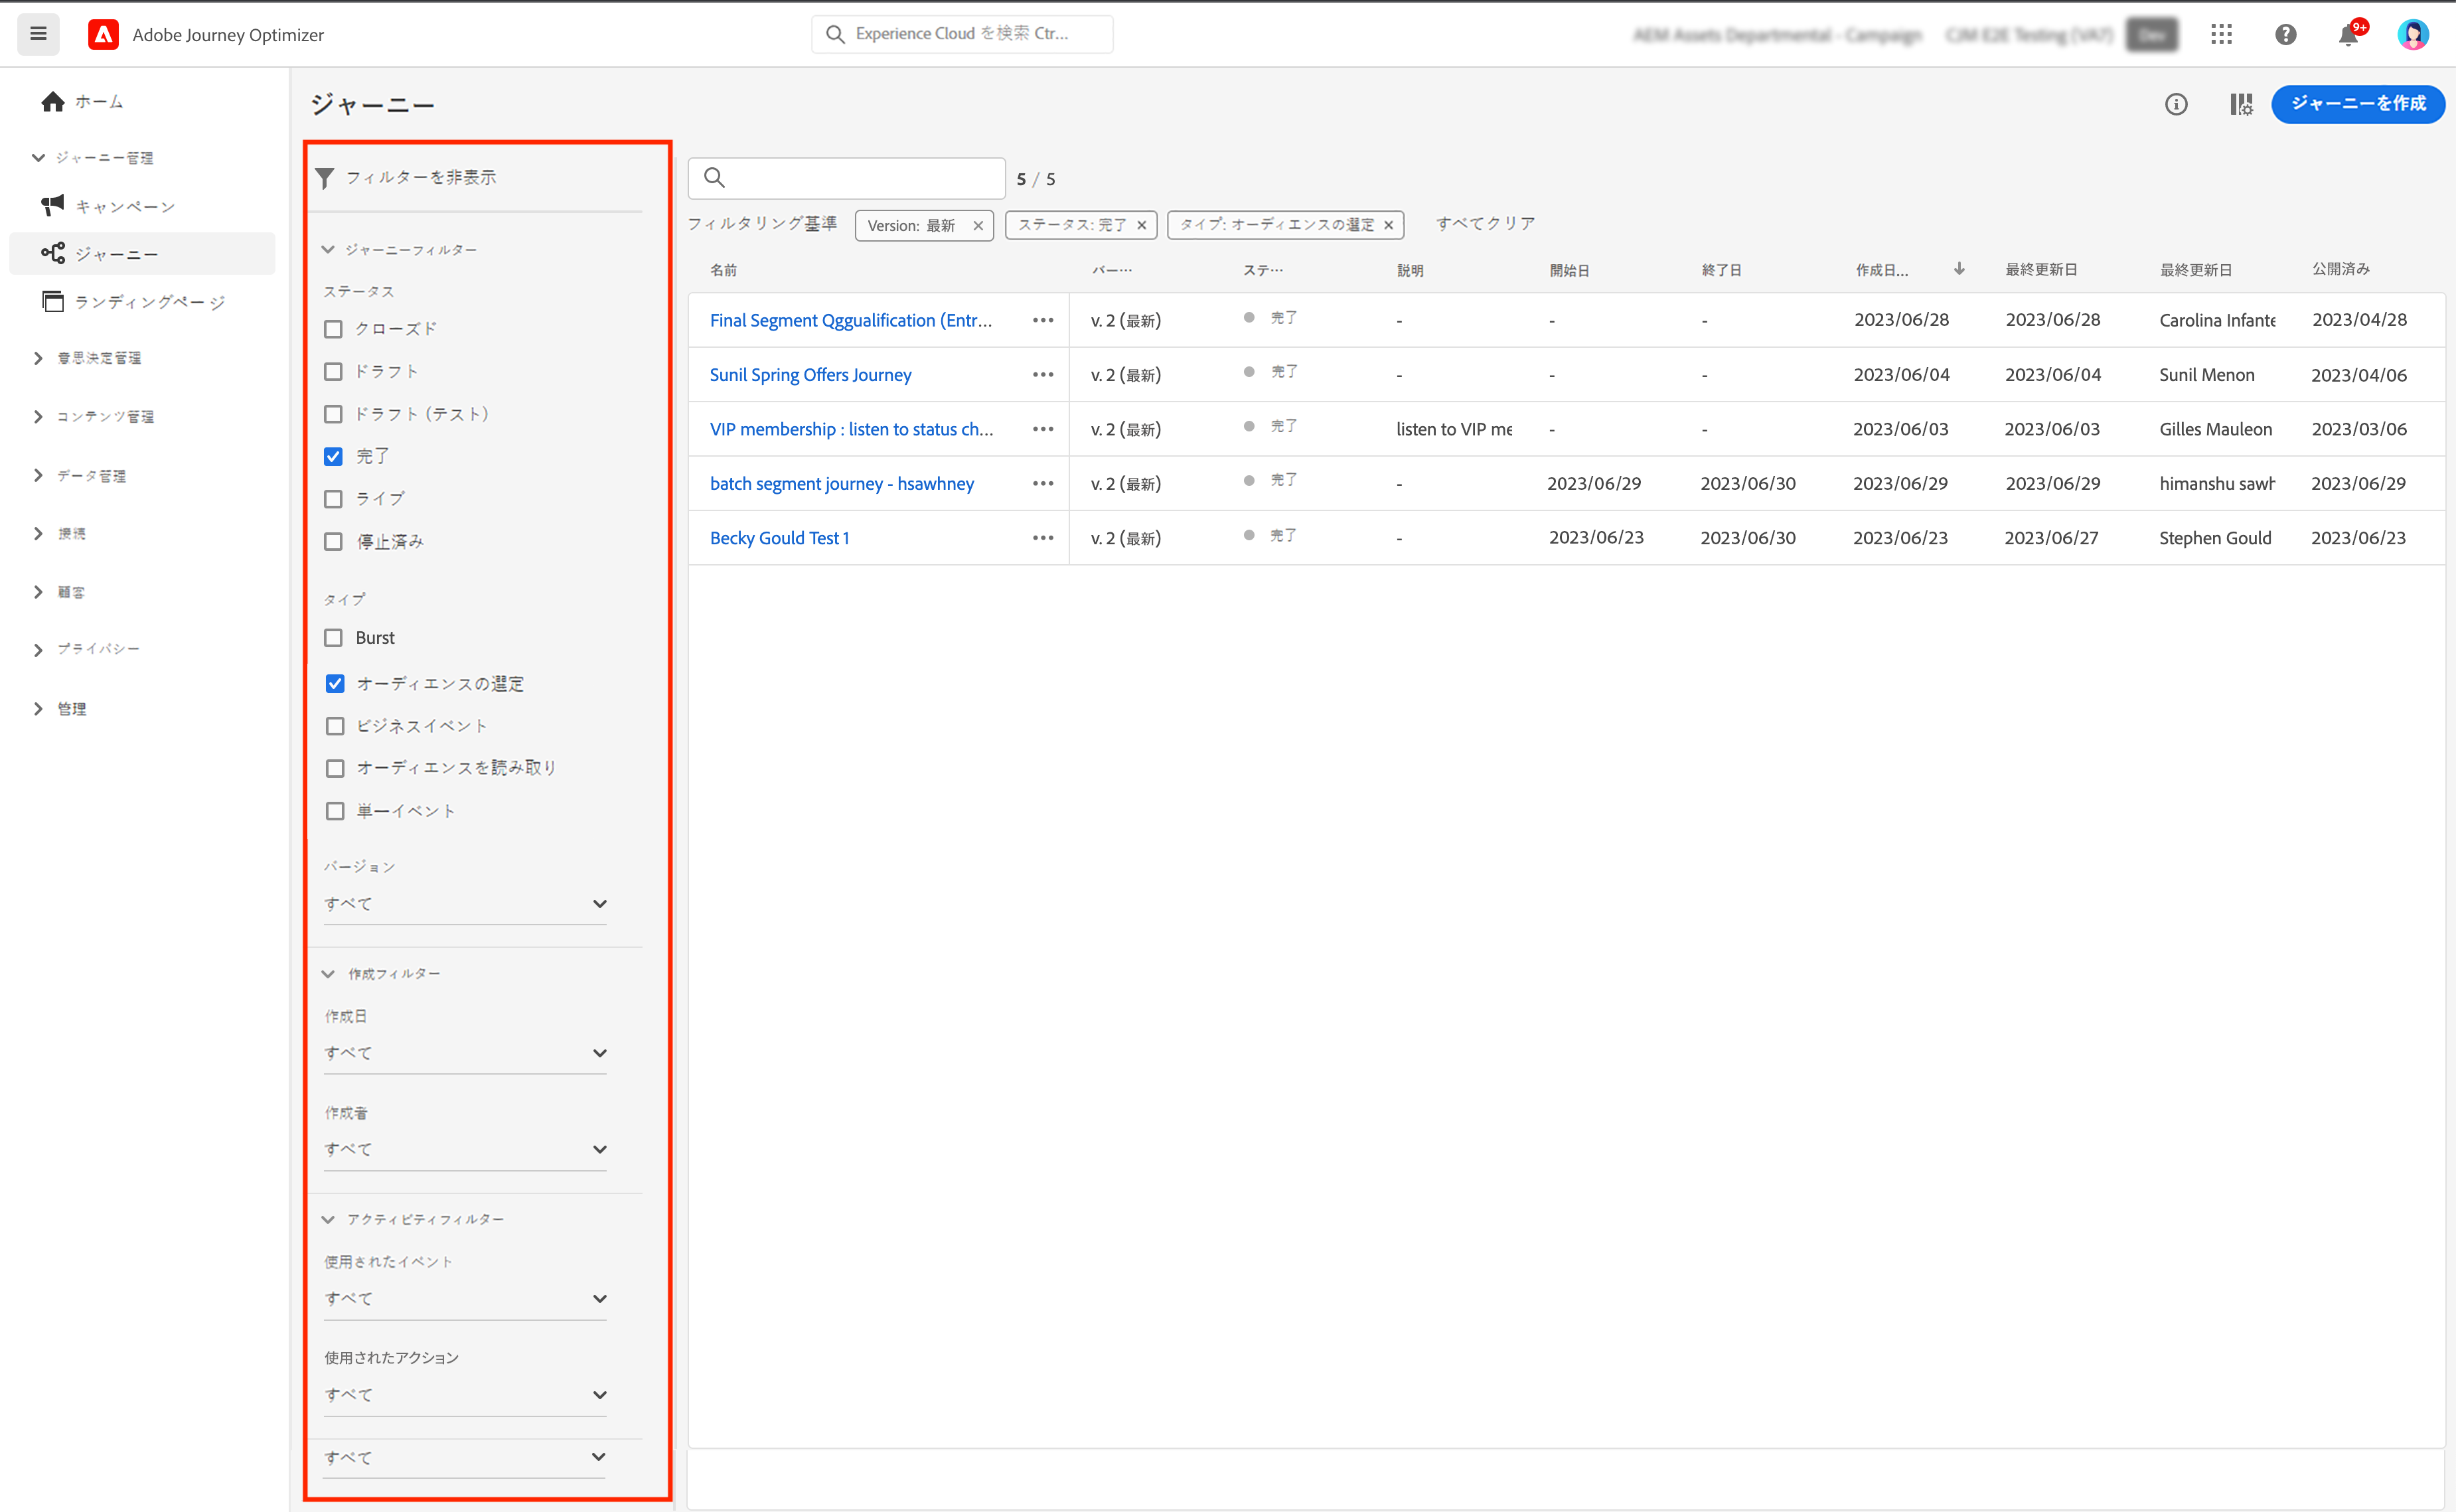 Adobe Journey Optimizer
Experience Cloud を検索 Ctr...
9+
ホーム
ジャーニー管理
キャンペーン
ジャーニー
ランディングページ
意思決定管理
コンテンツ管理
データ管理
接続
顧客
プライバシー
管理
ジャーニー
ジャーニーを作成
フィルターを非表示
ジャーニーフィルター
ステータス
クローズド
ドラフト
ドラフト (テスト)
完了
ライブ
停止済み
タイプ
Burst
オーディエンスの選定
ビジネスイベント
オーディエンスを読み取り
単一イベント
バージョン
すべて
作成フィルター
作成日
すべて
作成者
すべて
アクティビティフィルター
使用されたイベント
すべて
使用されたアクション
すべて
すべて
5 / 5
フィルタリング基準 Version: 最新 ステータス: 完了 タイプ: オーディエンスの選定 すべてクリア
名前 バー… ステ… 説明 開始日 終了日 作成日... 最終更新日 最終更新日 公開済み
Final Segment Qggualification (Entr... v. 2 (最新) 完了 - - - 2023/06/28 2023/06/28 Carolina Infante 2023/04/28
Sunil Spring Offers Journey v. 2 (最新) 完了 - - - 2023/06/04 2023/06/04 Sunil Menon 2023/04/06
VIP membership : listen to status ch... v. 2 (最新) 完了 listen to VIP me - - 2023/06/03 2023/06/03 Gilles Mauleon 2023/03/06
batch segment journey - hsawhney v. 2 (最新) 完了 - 2023/06/29 2023/06/30 2023/06/29 2023/06/29 himanshu sawh 2023/06/29
Becky Gould Test 1 v. 2 (最新) 完了 - 2023/06/23 2023/06/30 2023/06/23 2023/06/27 Stephen Gould 2023/06/23